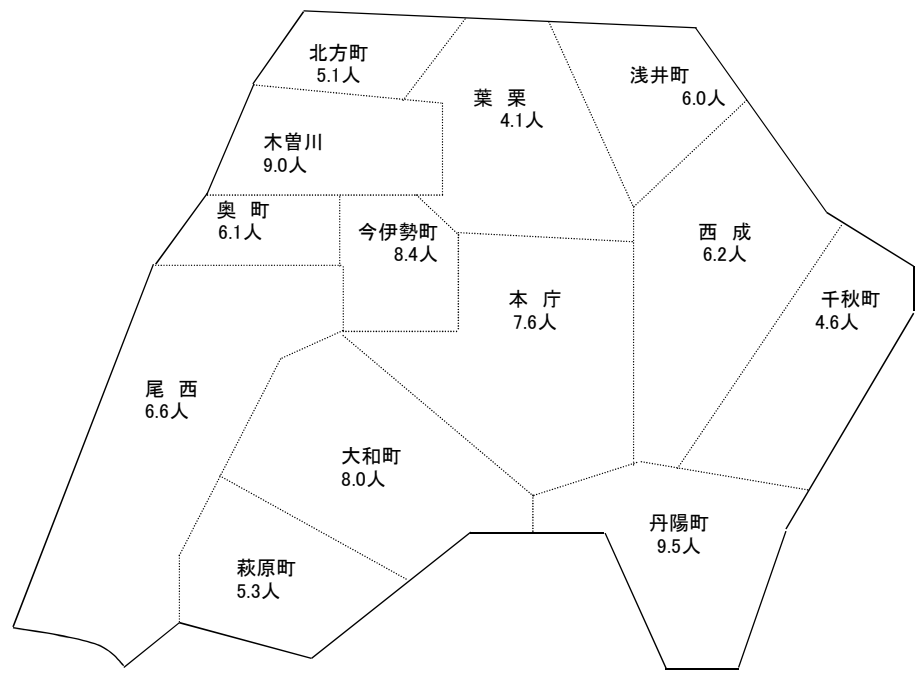 北方町
5.1人
浅井町
6.0人
葉 栗
4.1人
木曽川
9.0人
奥 町
6.1人
今伊勢町
8.4人
西 成
6.2人
本 庁
7.6人
千秋町
4.6人
尾 西
6.6人
大和町
8.0人
丹陽町
9.5人
萩原町
5.3人